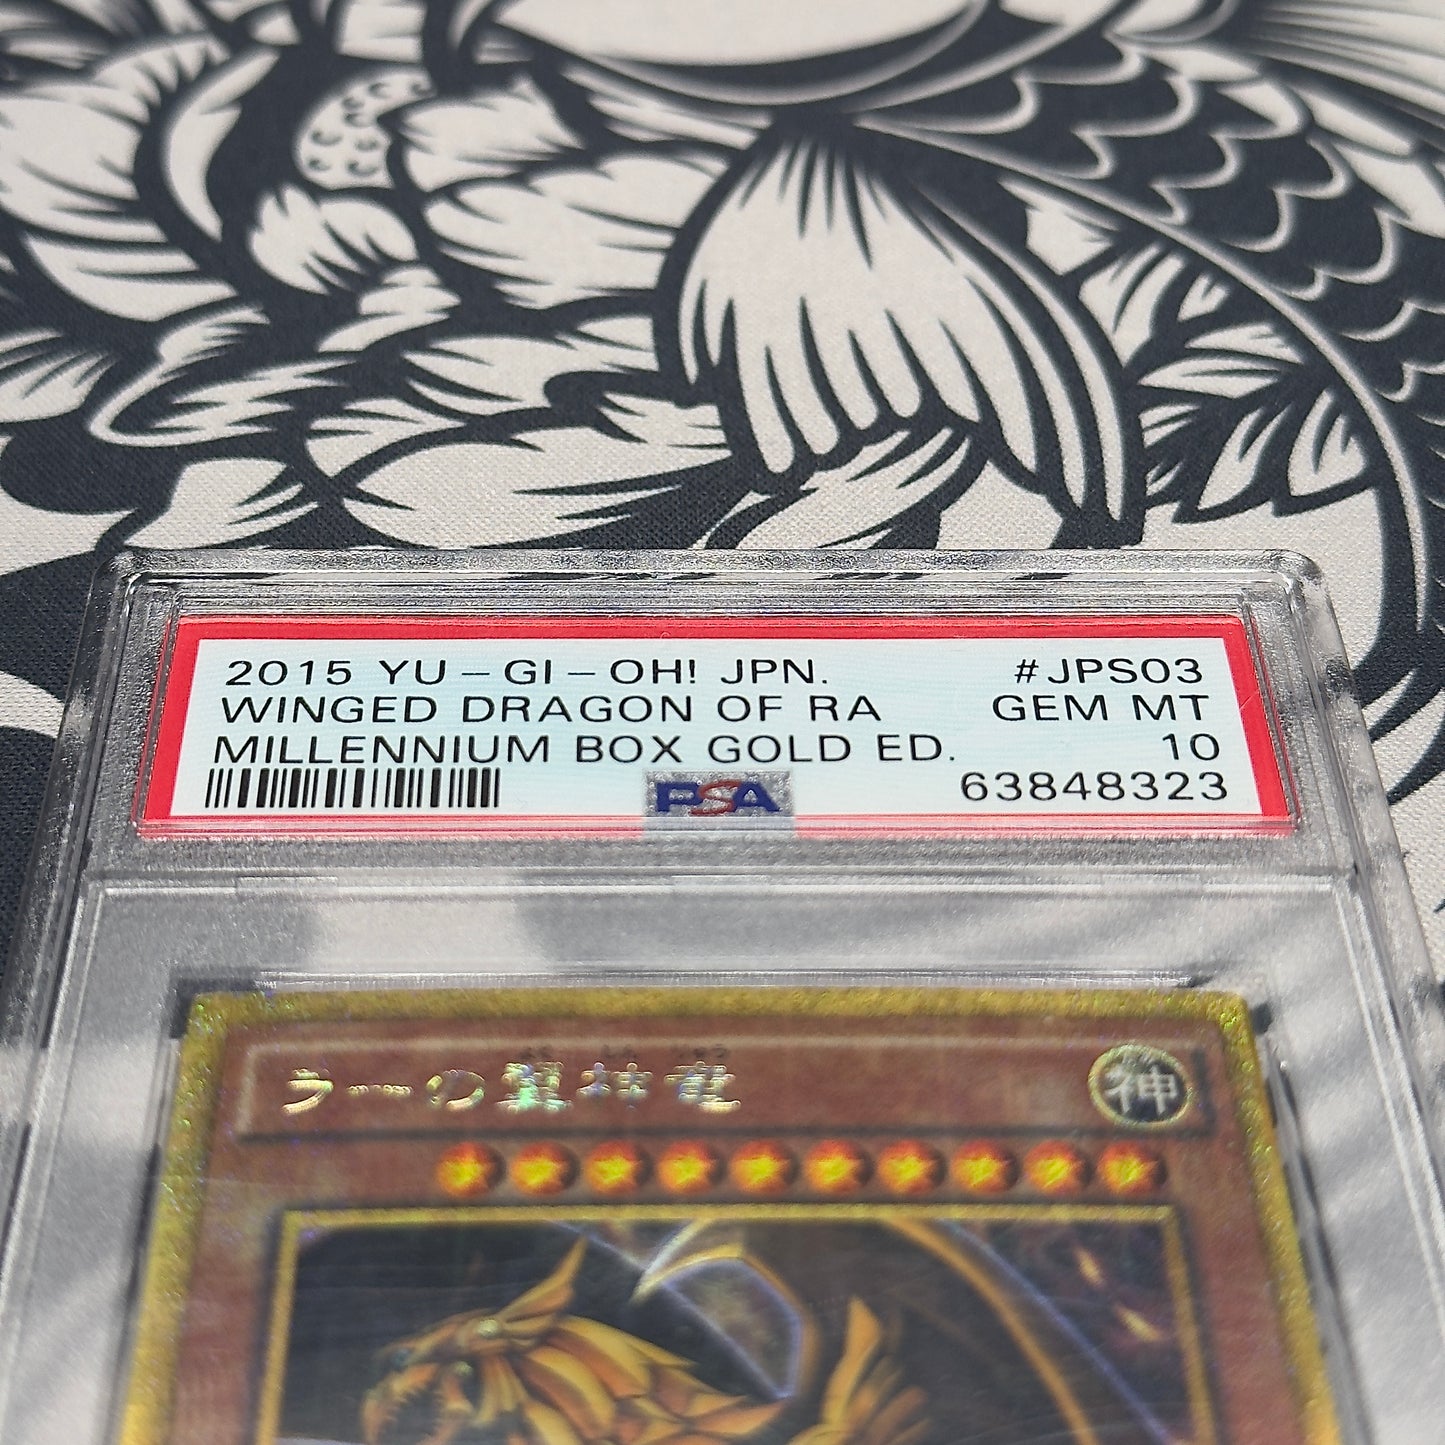 2015 YU-GI-OH! JPN. #JPS03
WINGED DRAGON OF RA GEM MT
MILLENNIUM BOX GOLD ED. 10
PSA 63848323
ラーの翼神竜 神